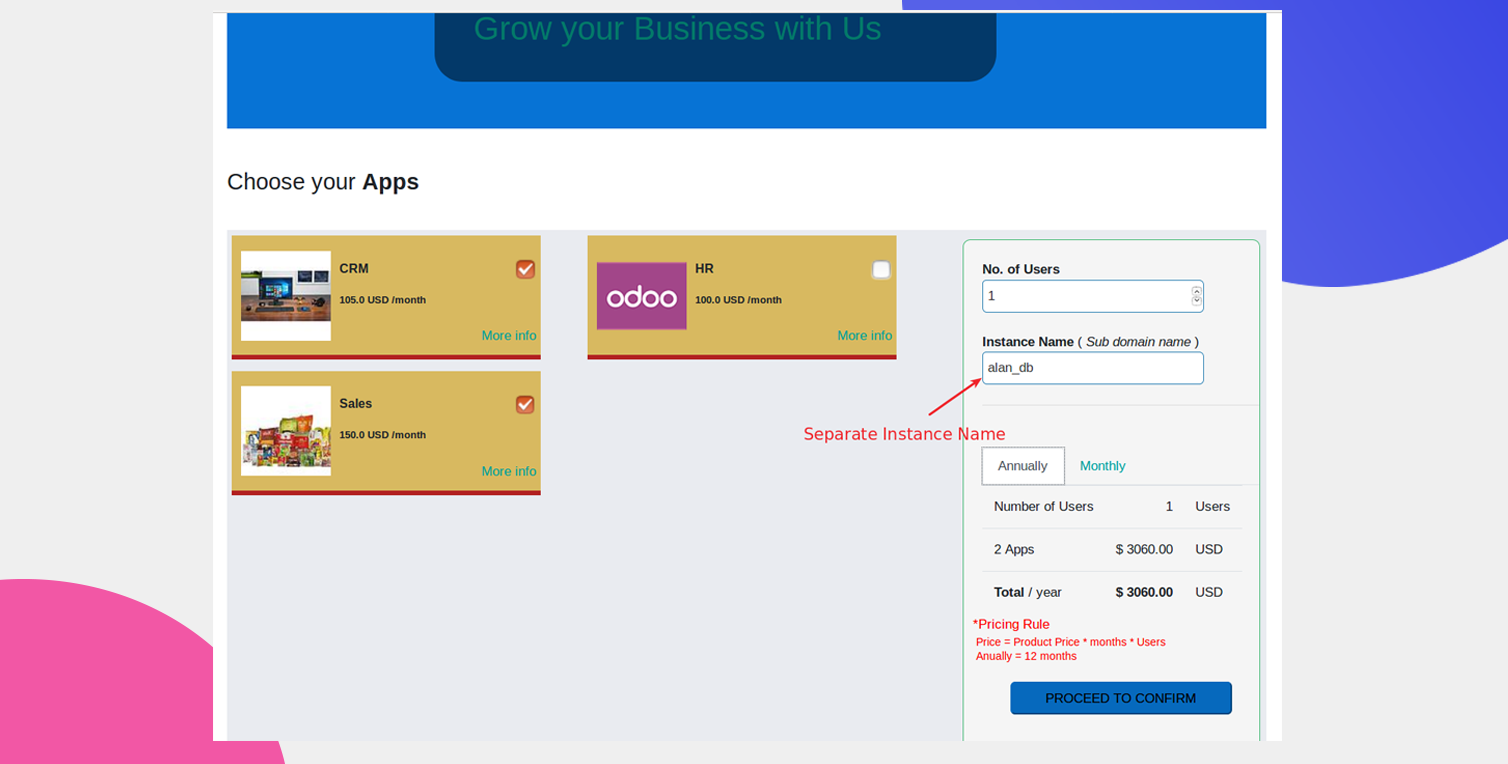 Grow your Business with Us
Choose your Apps
CRM
105.0 USD /month
More info
odoo
HR
100.0 USD /month
More info
Sales
150.0 USD /month
More info
No. of Users
1
Instance Name ( Sub domain name )
alan_db
Separate Instance Name
Annually Monthly
Number of Users 1 Users
2 Apps $ 3060.00 USD
Total / year $ 3060.00 USD
*Pricing Rule
Price = Product Price * months * Users
Anually = 12 months
PROCEED TO CONFIRM